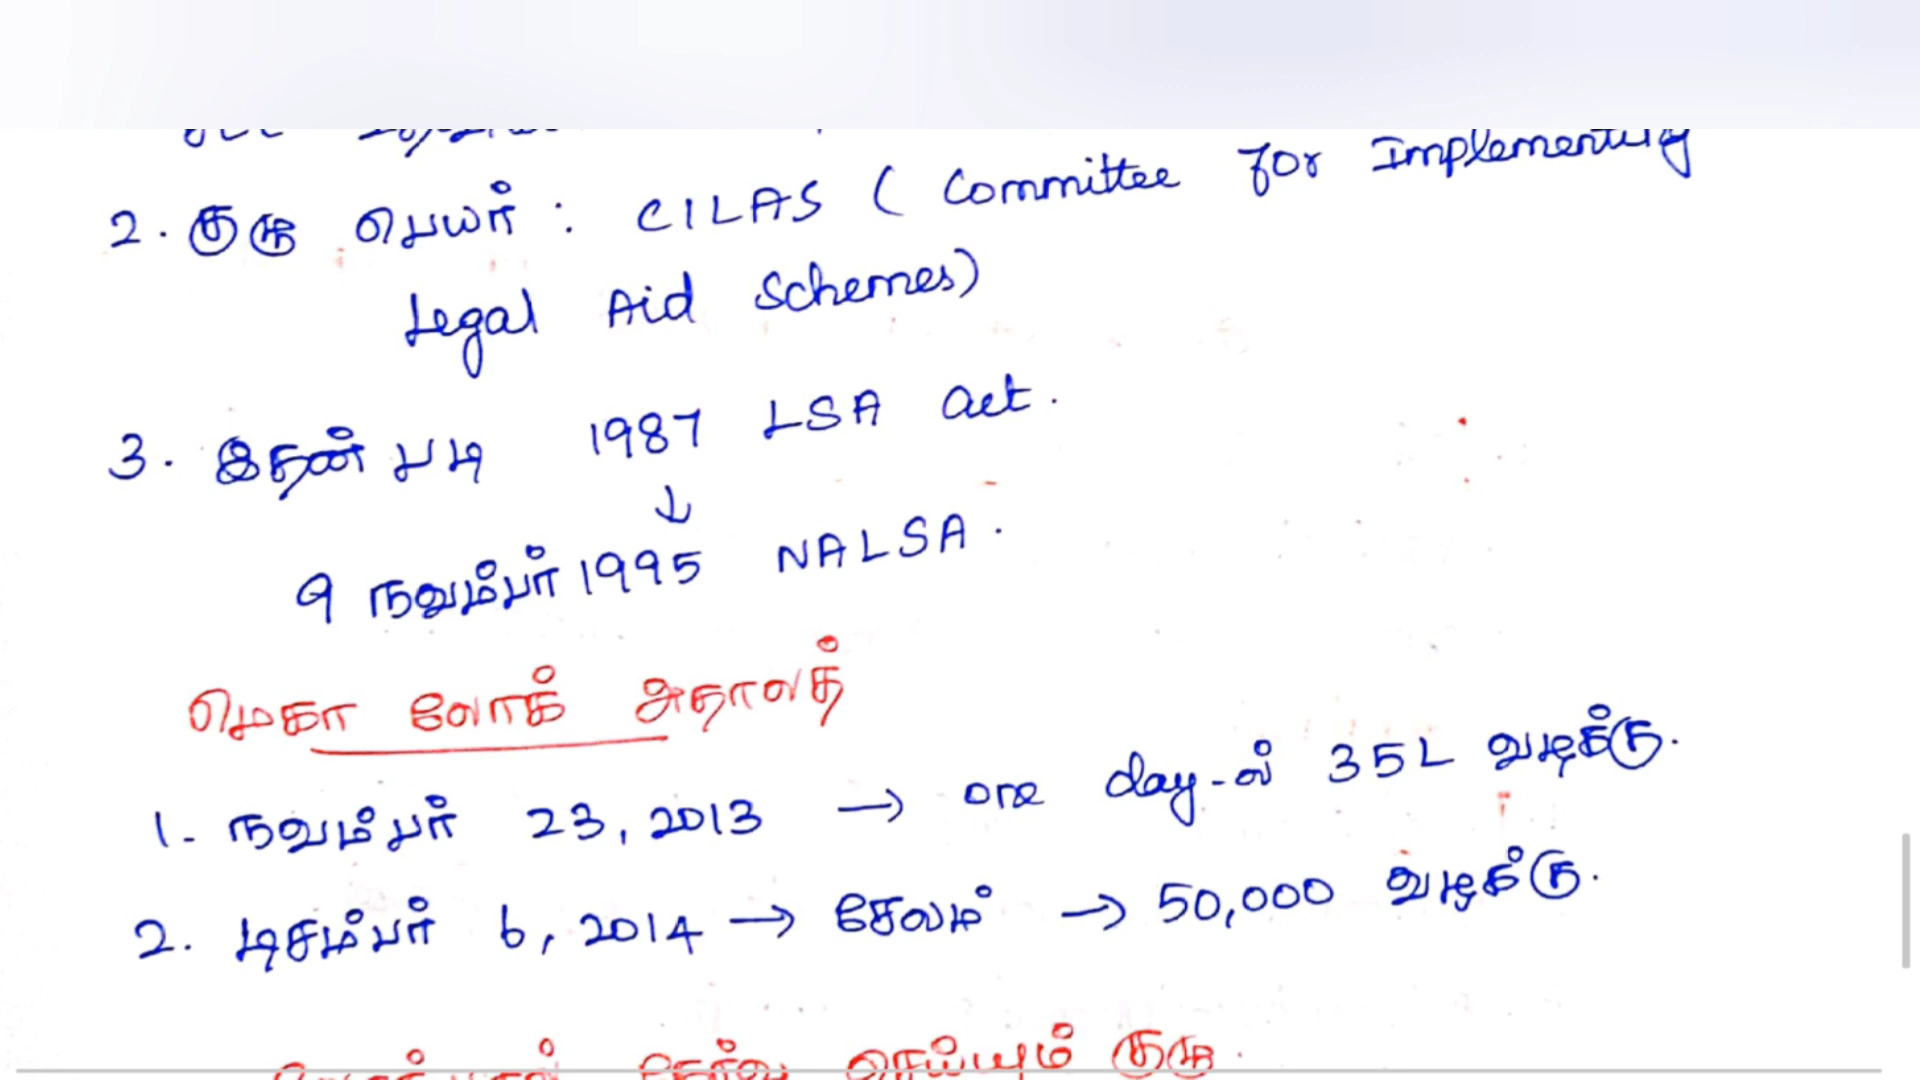 2. குழு பெயர் : CILAS ( Committee for Implementing
Legal Aid Schemes)
3. இதன் படி 1987 LSA act.
↓
9 நவம்பர் 1995 NALSA.
மெகா லோக் அதாலத்
1. நவம்பர் 23, 2013 → one day-ல் 35L வழக்கு.
2. டிசம்பர் 6, 2014 → சேலம் → 50,000 வழக்கு.
தேர்வு செய்யும் குழு.